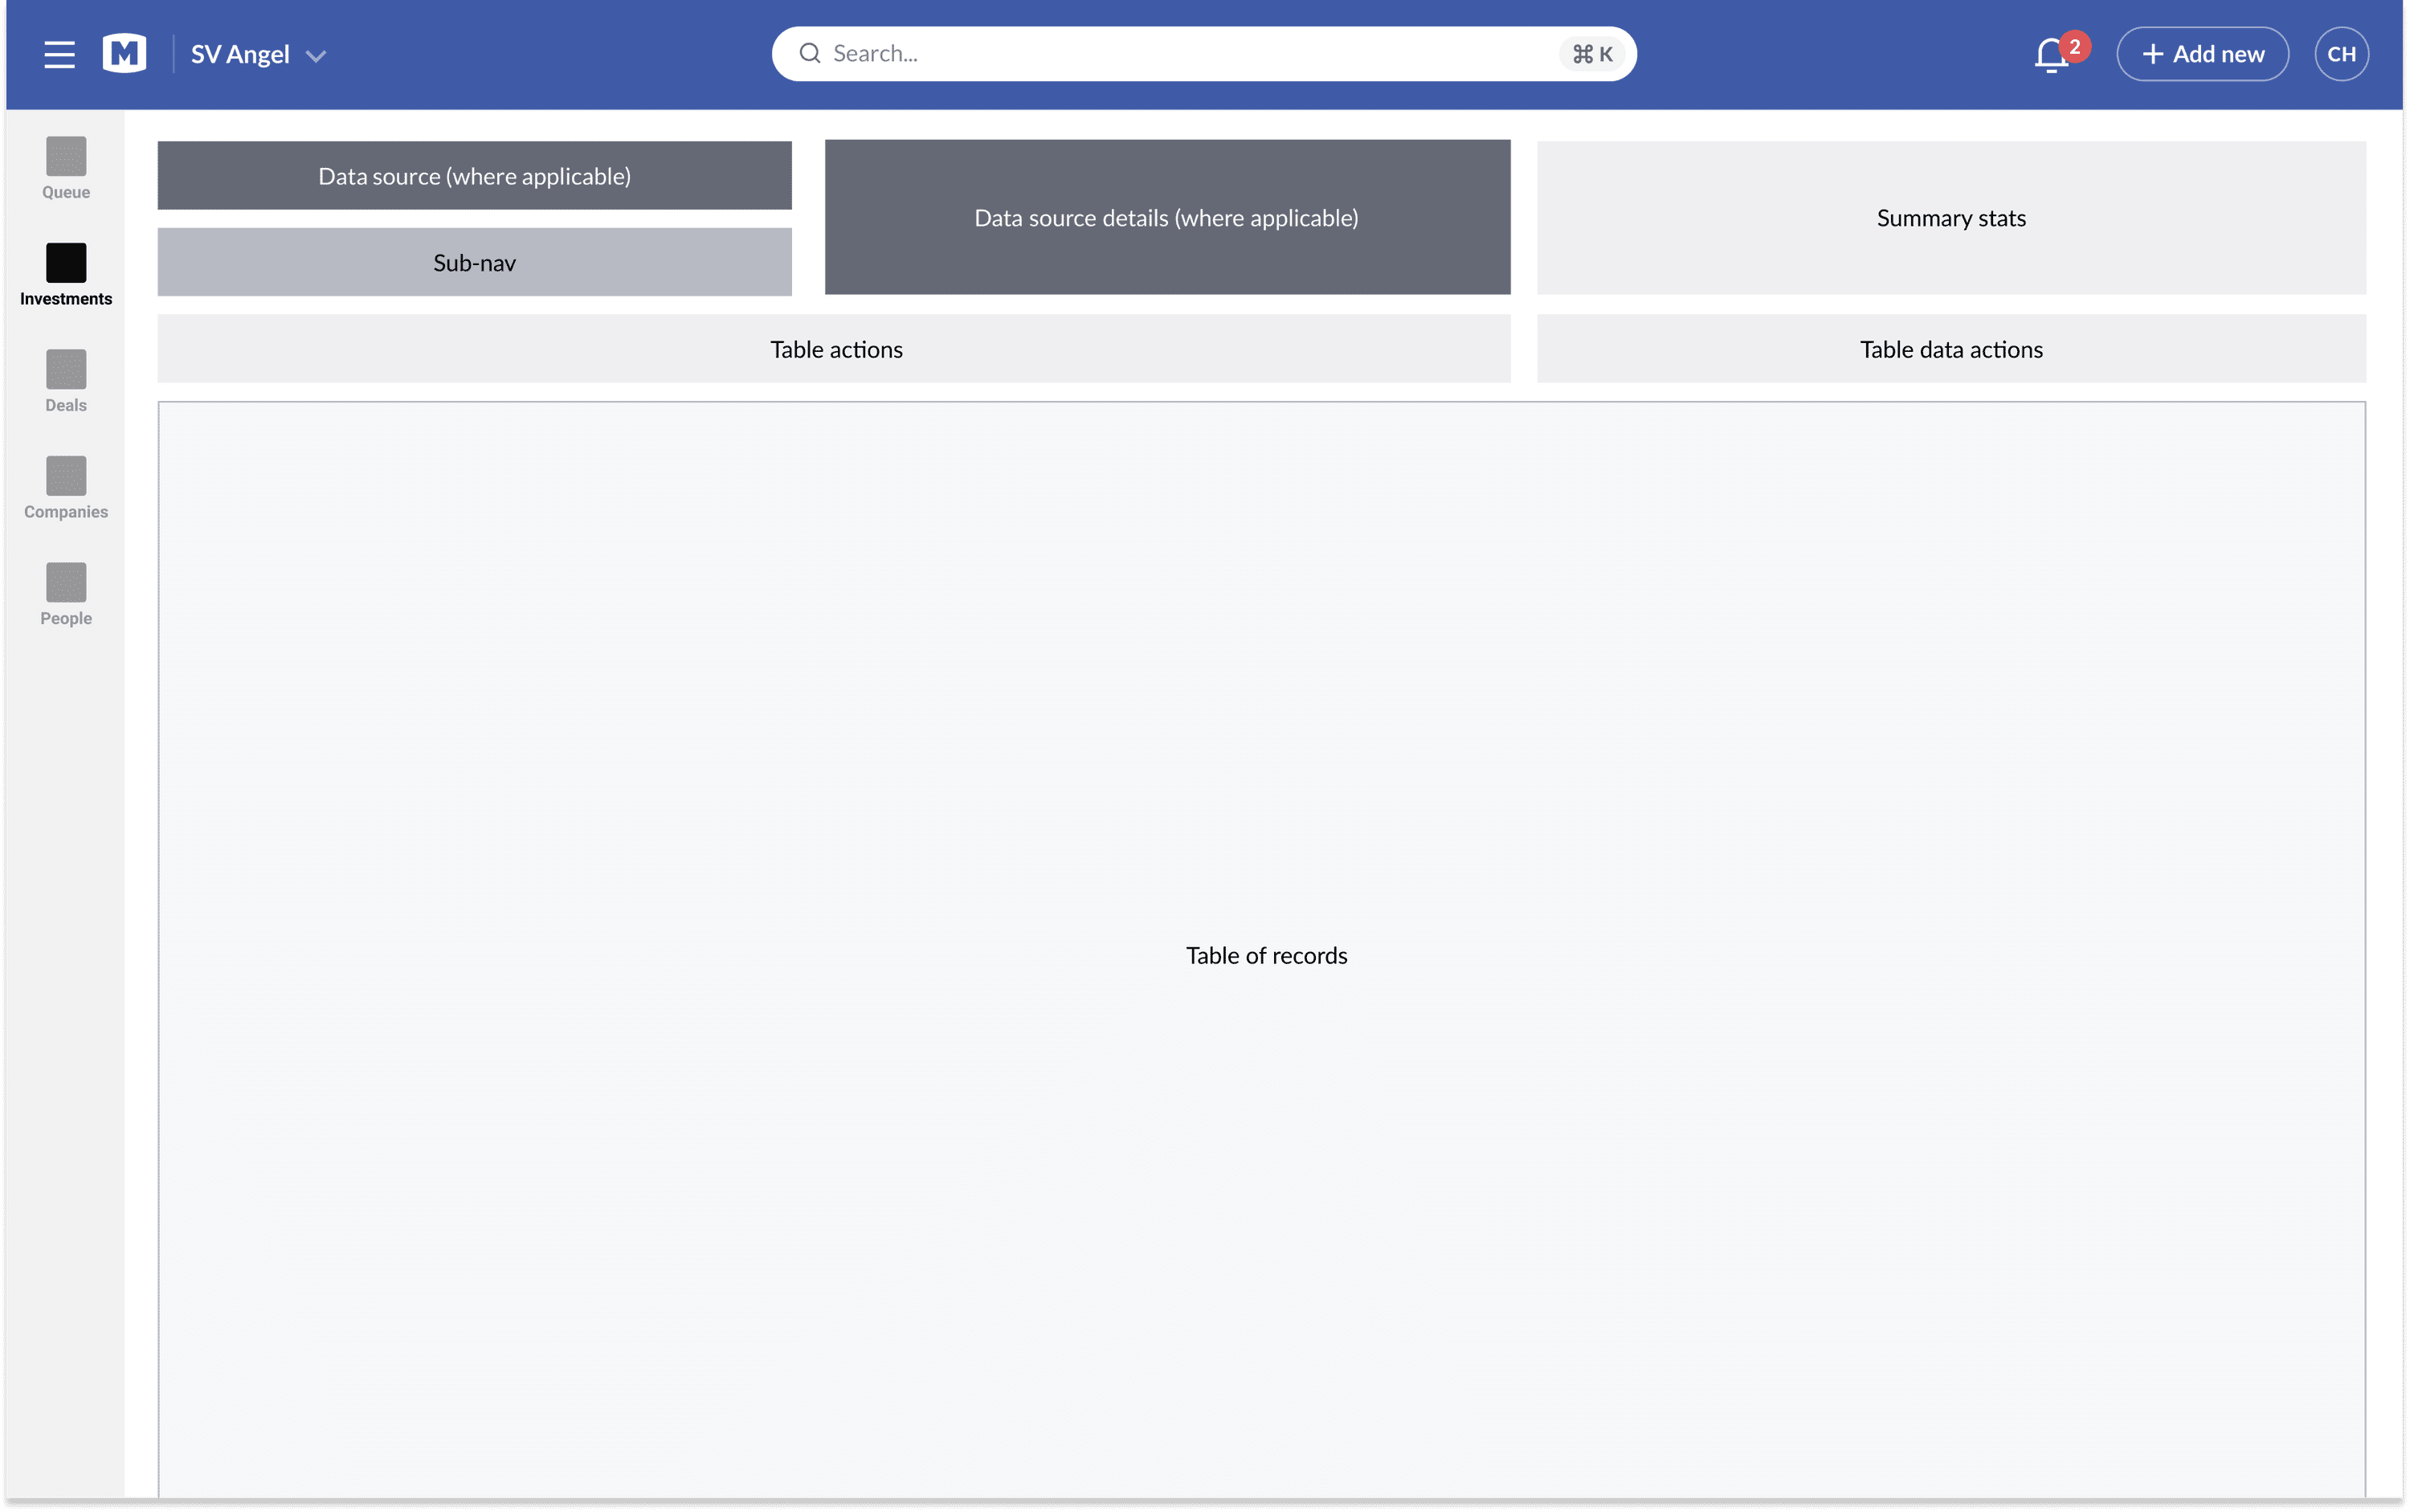 M SV Angel
Search...
⌘ K
2
+ Add new
CH
Queue
Investments
Deals
Companies
People
Data source (where applicable)
Sub-nav
Data source details (where applicable)
Summary stats
Table actions
Table data actions
Table of records